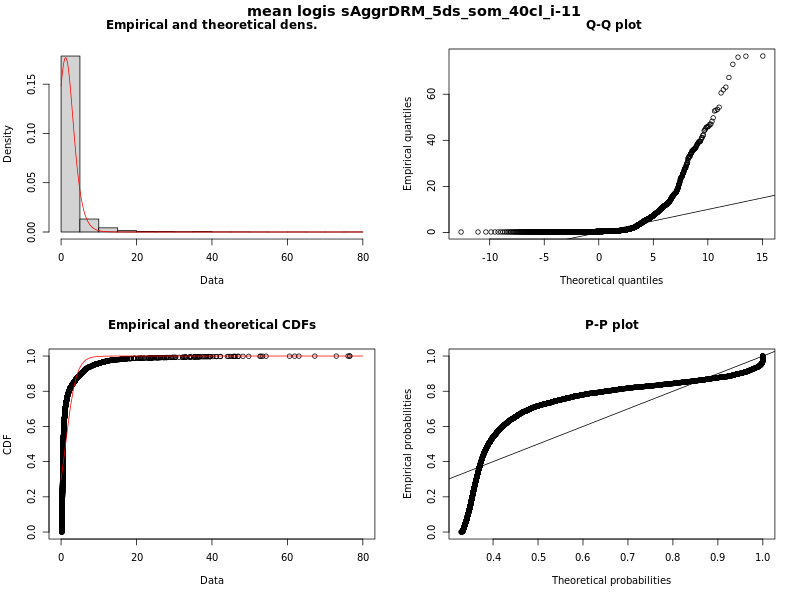 mean logis sAggrDRM_5ds_som_40cl_i-11
Empirical and theoretical dens.
Density
0.00 0.05 0.10 0.15
0 20 40 60 80
Data
Q-Q plot
Empirical quantiles
0 20 40 60
-10 -5 0 5 10 15
Theoretical quantiles
Empirical and theoretical CDFs
CDF
0.0 0.2 0.4 0.6 0.8 1.0
0 20 40 60 80
Data
P-P plot
Empirical probabilities
0.0 0.2 0.4 0.6 0.8 1.0
0.4 0.5 0.6 0.7 0.8 0.9 1.0
Theoretical probabilities